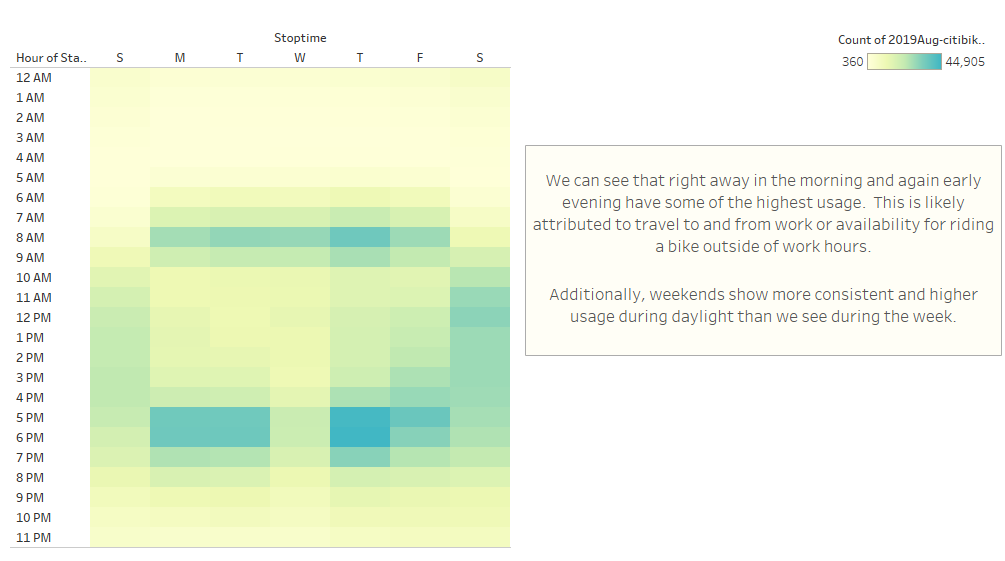 Stoptime
Hour of Sta.. S M T W T F S
12 AM
1 AM
2 AM
3 AM
4 AM
5 AM
6 AM
7 AM
8 AM
9 AM
10 AM
11 AM
12 PM
1 PM
2 PM
3 PM
4 PM
5 PM
6 PM
7 PM
8 PM
9 PM
10 PM
11 PM
Count of 2019Aug-citibik..
360 44,905
We can see that right away in the morning and again early
evening have some of the highest usage. This is likely
attributed to travel to and from work or availability for riding
a bike outside of work hours.
Additionally, weekends show more consistent and higher
usage during daylight than we see during the week.